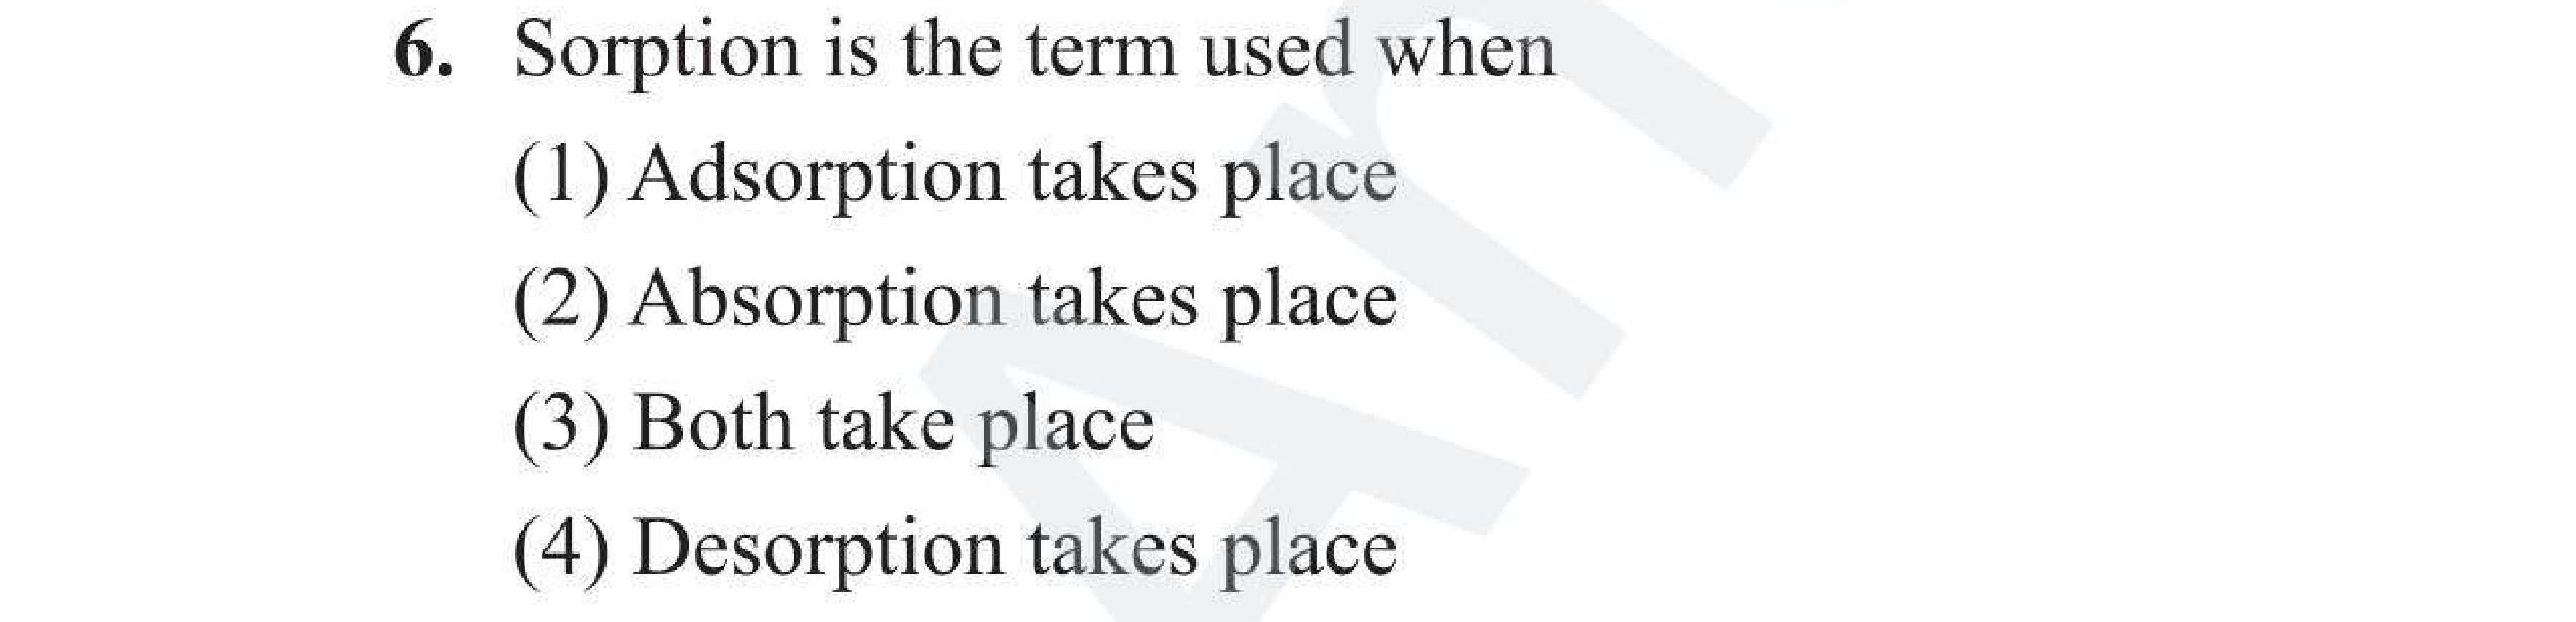 6. Sorption is the term used when
(1) Adsorption takes place
(2) Absorption takes place
(3) Both take place
(4) Desorption takes place